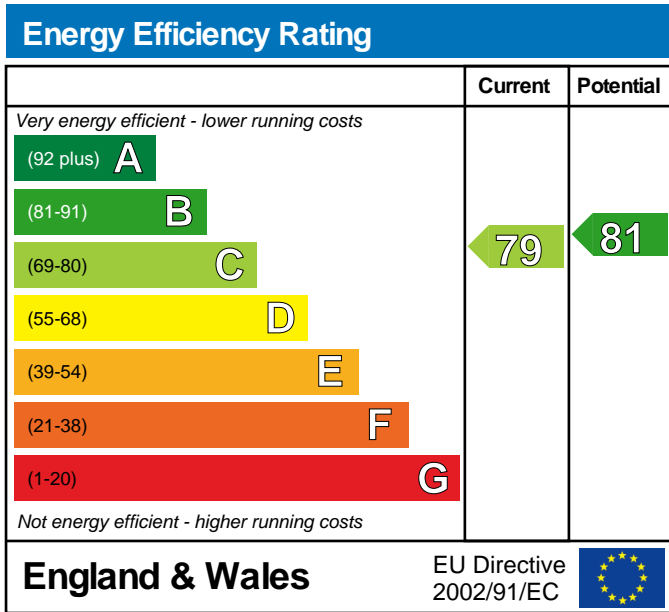 Energy Efficiency Rating
Current Potential
Very energy efficient - lower running costs
(92 plus) A
(81-91) B
(69-80) C
79 81
(55-68) D
(39-54) E
(21-38) F
(1-20) G
Not energy efficient - higher running costs
England & Wales
EU Directive
2002/91/EC